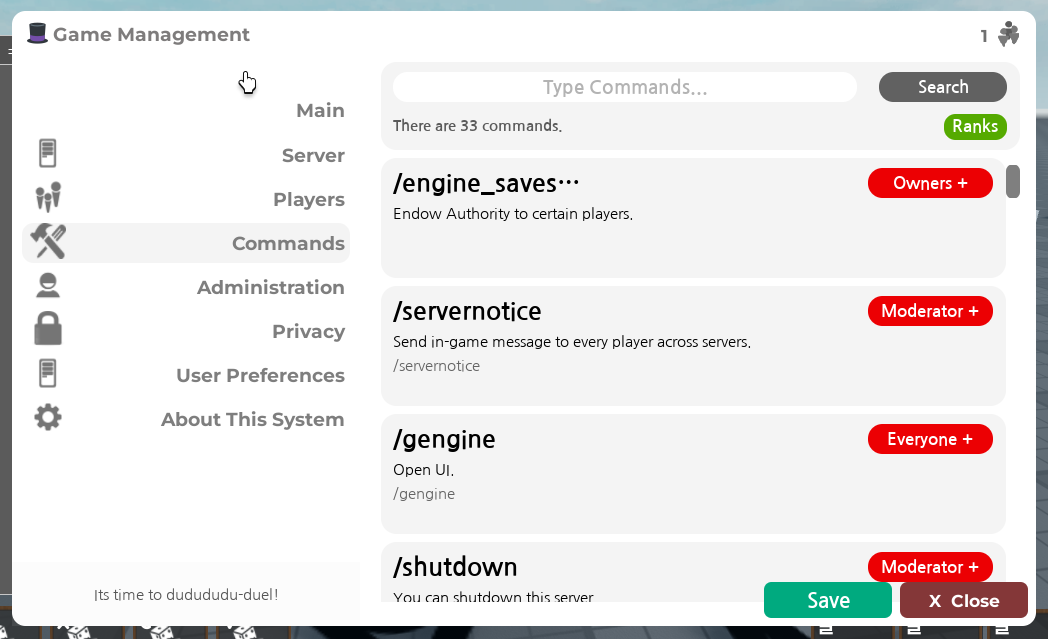 Game Management
1
Main
Server
Players
Commands
Administration
Privacy
User Preferences
About This System
Its time to dudududu-duel!
Type Commands...
Search
There are 33 commands.
Ranks
/engine_saves…
Owners +
Endow Authority to certain players.
/servernotice
Moderator +
Send in-game message to every player across servers.
/servernotice
/gengine
Everyone +
Open UI.
/gengine
/shutdown
Moderator +
You can shutdown this server
Save
X Close